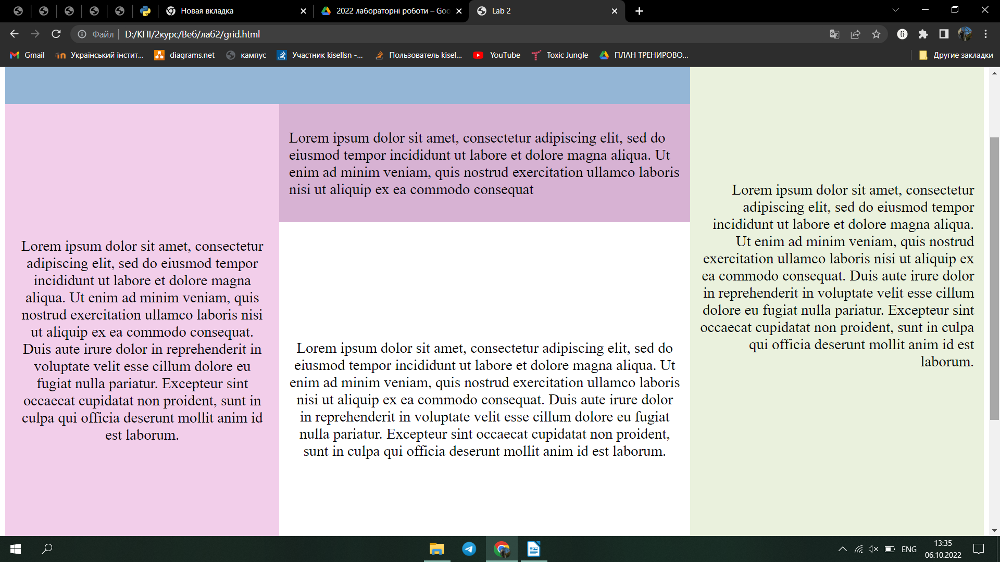 Новая вкладка
2022 лабораторні роботи – Goo
Lab 2
Файл
D:/КПІ/2курс/Веб/лаб2/grid.html
Gmail
Український інстит...
diagrams.net
кампус
Участник kisellsn -...
Пользователь kisel...
YouTube
Toxic Jungle
ПЛАН ТРЕНИРОВО...
Другие закладки
Lorem ipsum dolor sit amet, consectetur adipiscing elit, sed do
eiusmod tempor incididunt ut labore et dolore magna aliqua. Ut
enim ad minim veniam, quis nostrud exercitation ullamco laboris
nisi ut aliquip ex ea commodo consequat
Lorem ipsum dolor sit amet, consectetur
adipiscing elit, sed do eiusmod tempor
incididunt ut labore et dolore magna
aliqua. Ut enim ad minim veniam, quis
nostrud exercitation ullamco laboris nisi
ut aliquip ex ea commodo consequat.
Duis aute irure dolor in reprehenderit in
voluptate velit esse cillum dolore eu
fugiat nulla pariatur. Excepteur sint
occaecat cupidatat non proident, sunt in
culpa qui officia deserunt mollit anim id
est laborum.
Lorem ipsum dolor sit amet, consectetur adipiscing elit, sed do
eiusmod tempor incididunt ut labore et dolore magna aliqua. Ut
enim ad minim veniam, quis nostrud exercitation ullamco laboris
nisi ut aliquip ex ea commodo consequat. Duis aute irure dolor
in reprehenderit in voluptate velit esse cillum dolore eu fugiat
nulla pariatur. Excepteur sint occaecat cupidatat non proident,
sunt in culpa qui officia deserunt mollit anim id est laborum.
Lorem ipsum dolor sit amet, consectetur
adipiscing elit, sed do eiusmod tempor
incididunt ut labore et dolore magna aliqua.
Ut enim ad minim veniam, quis nostrud
exercitation ullamco laboris nisi ut aliquip ex
ea commodo consequat. Duis aute irure dolor
in reprehenderit in voluptate velit esse cillum
dolore eu fugiat nulla pariatur. Excepteur sint
occaecat cupidatat non proident, sunt in culpa
qui officia deserunt mollit anim id est
laborum.
ENG
13:35
06.10.2022